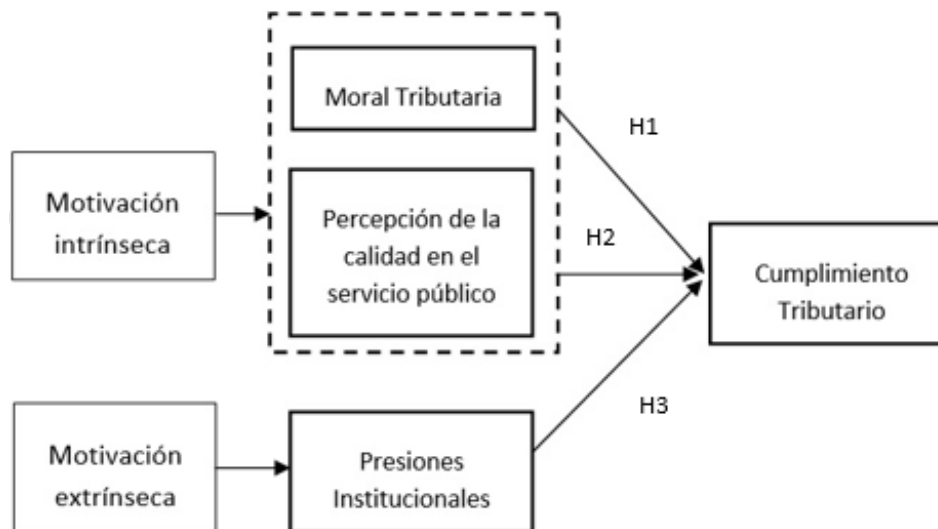 Moral Tributaria
H1
Motivación
intrínseca
Percepción de la
calidad en el
servicio público
H2
Cumplimiento
Tributario
H3
Motivación
extrínseca
Presiones
Institucionales